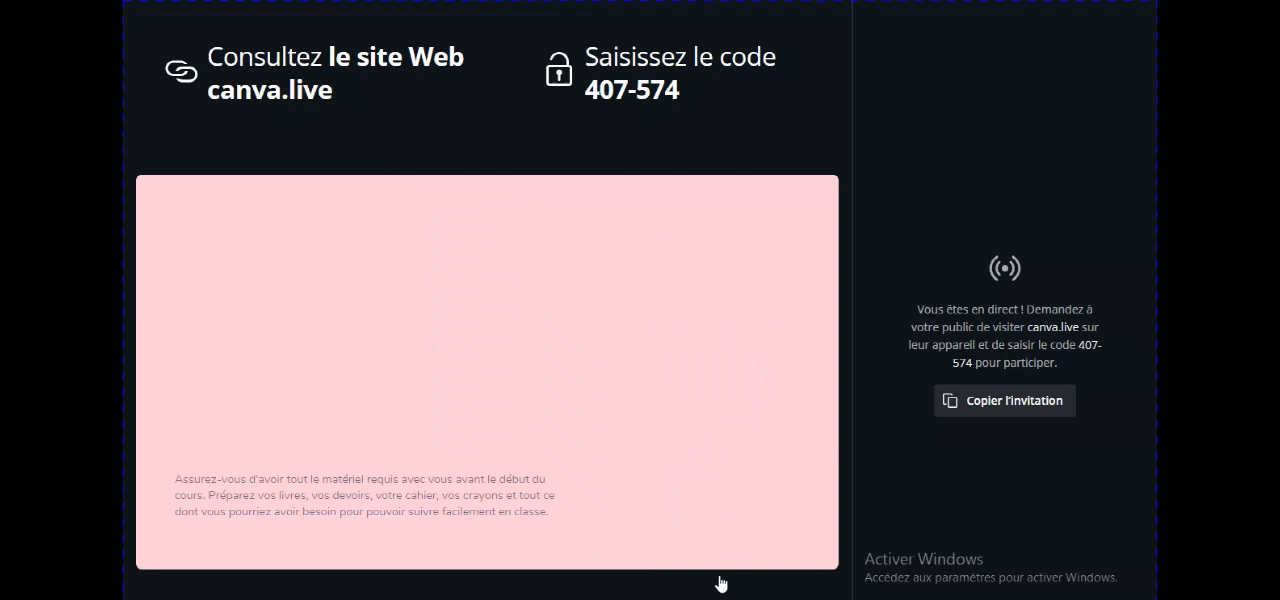 Consultez le site Web
canva.live
Saisissez le code
407-574
Assurez-vous d'avoir tout le matériel requis avec vous avant le début du
cours. Préparez vos livres, vos devoirs, votre cahier, vos crayons et tout ce
dont vous pourriez avoir besoin pour pouvoir suivre facilement en classe.
Vous êtes en direct ! Demandez à
votre public de visiter canva.live sur
leur appareil et de saisir le code 407-
574 pour participer.
Copier l'invitation
Activer Windows
Accédez aux paramètres pour activer Windows.